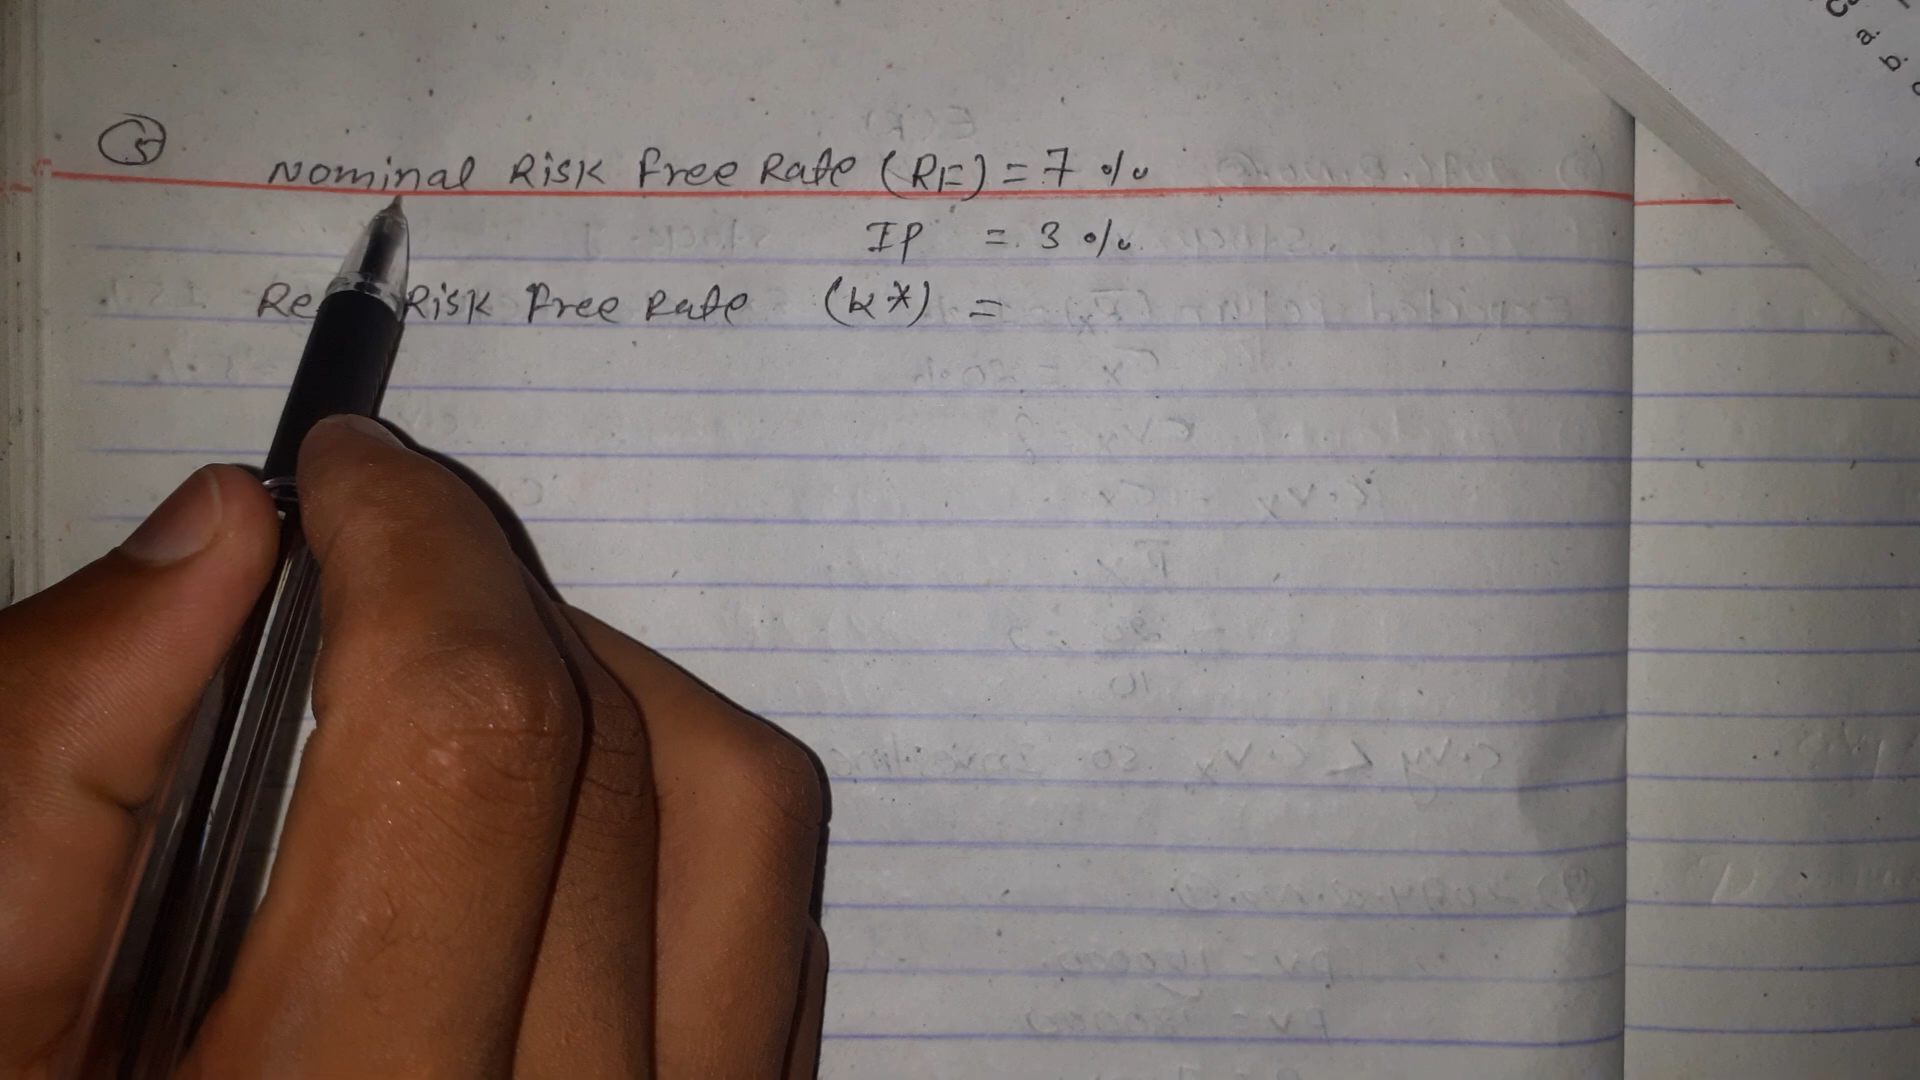 5
Nominal Risk Free Rate (RF) = 7 %
IP = 3 %
Risk Free Rate (k*) =
a.
b.